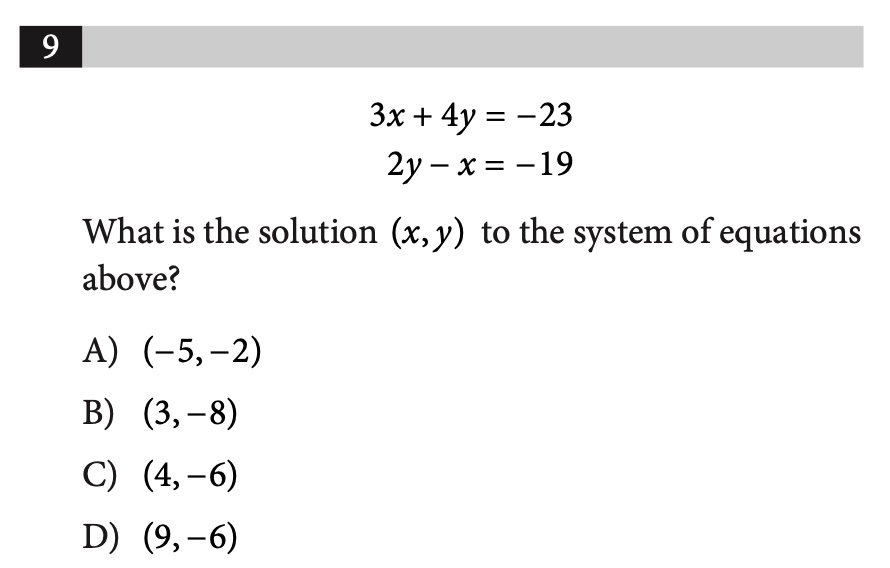 9
3x + 4y = −23
2y − x = −19
What is the solution (x, y) to the system of equations
above?
A) (−5, −2)
B) (3, −8)
C) (4, −6)
D) (9, −6)